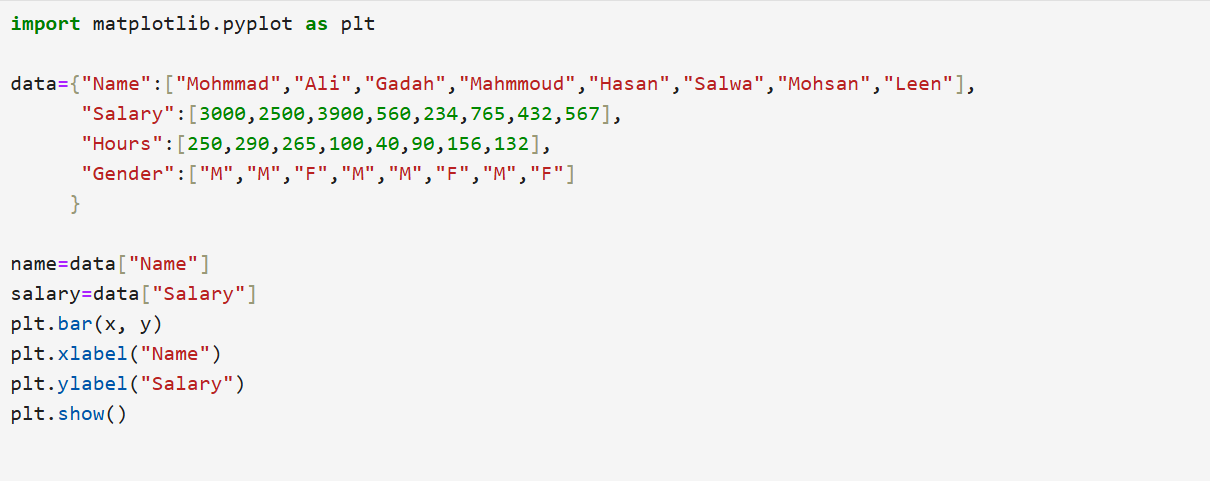 import matplotlib.pyplot as plt
data={"Name":["Mohmmad","Ali","Gadah","Mahmmoud","Hasan","Salwa","Mohsan","Leen"],
"Salary":[3000,2500,3900,560,234,765,432,567],
"Hours":[250,290,265,100,40,90,156,132],
"Gender":["M","M","F","M","M","F","M","F"]
}
name=data["Name"]
salary=data["Salary"]
plt.bar(x, y)
plt.xlabel("Name")
plt.ylabel("Salary")
plt.show()